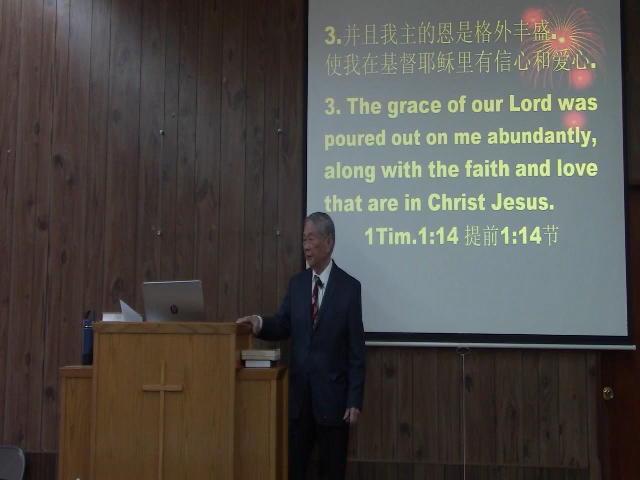 3.并且我主的恩是格外丰盛.
使我在基督耶稣里有信心和爱心.
3. The grace of our Lord was
poured out on me abundantly,
along with the faith and love
that are in Christ Jesus.
1Tim.1:14 提前1:14节
hp